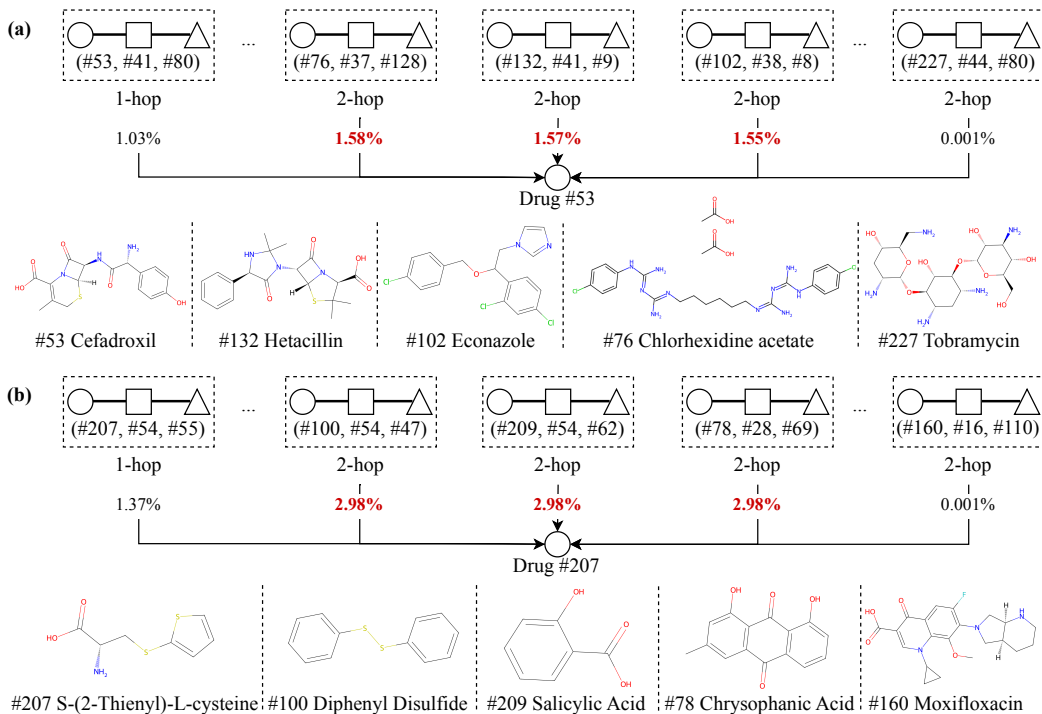 (a)
... ...
(#53, #41, #80) (#76, #37, #128) (#132, #41, #9) (#102, #38, #8) (#227, #44, #80)
1-hop 2-hop 2-hop 2-hop 2-hop
1.03% 1.58% 1.57% 1.55% 0.001%
Drug #53
#53 Cefadroxil #132 Hetacillin #102 Econazole #76 Chlorhexidine acetate #227 Tobramycin
(b)
... ...
(#207, #54, #55) (#100, #54, #47) (#209, #54, #62) (#78, #28, #69) (#160, #16, #110)
1-hop 2-hop 2-hop 2-hop 2-hop
1.37% 2.98% 2.98% 2.98% 0.001%
Drug #207
#207 S-(2-Thienyl)-L-cysteine #100 Diphenyl Disulfide #209 Salicylic Acid #78 Chrysophanic Acid #160 Moxifloxacin